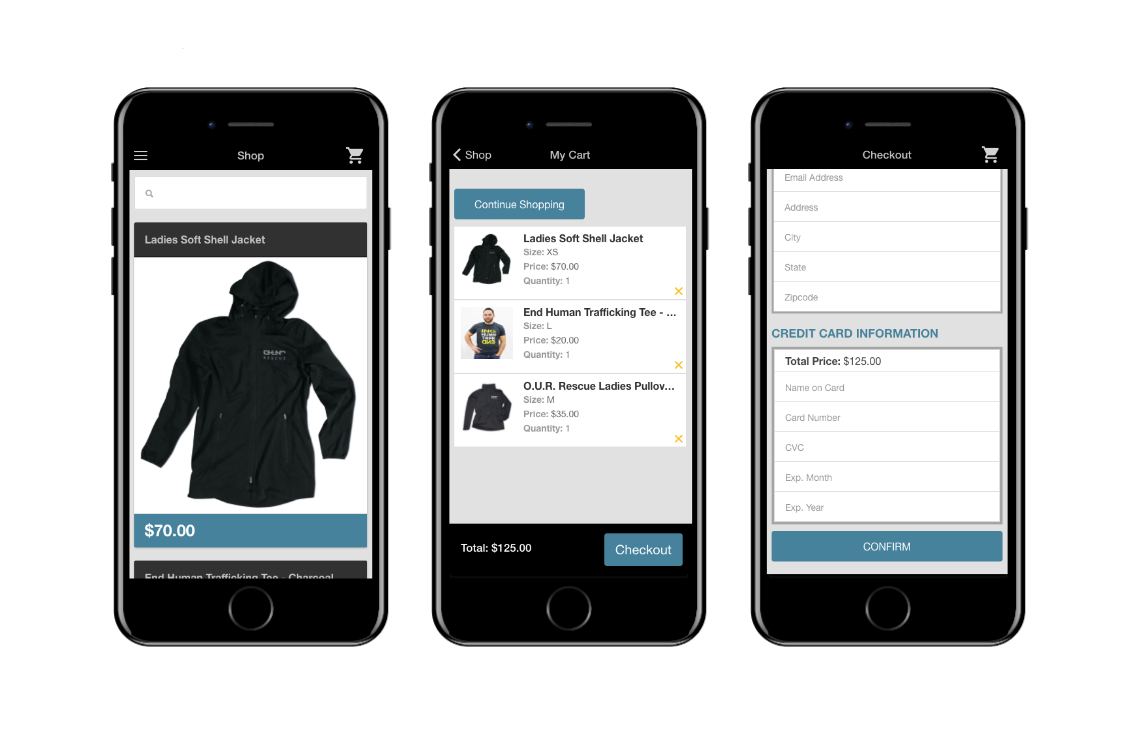 Shop
Ladies Soft Shell Jacket
RESCUE
$70.00
End Human Trafficking Tee - Charcoal
Shop
My Cart
Continue Shopping
Ladies Soft Shell Jacket
Size: XS
Price: $70.00
Quantity: 1
End Human Trafficking Tee - ...
Size: L
Price: $20.00
Quantity: 1
O.U.R. Rescue Ladies Pullov...
Size: M
Price: $35.00
Quantity: 1
Total: $125.00
Checkout
Checkout
Email Address
Address
City
State
Zipcode
CREDIT CARD INFORMATION
Total Price: $125.00
Name on Card
Card Number
CVC
Exp. Month
Exp. Year
CONFIRM